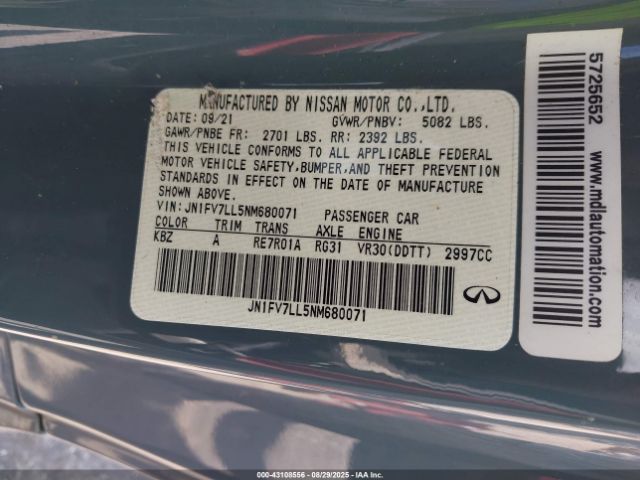 MANUFACTURED BY NISSAN MOTOR CO.,LTD.
DATE: 09/21 GVWR/PNBV: 5082 LBS.
GAWR/PNBE FR: 2701 LBS. RR: 2392 LBS.
THIS VEHICLE CONFORMS TO ALL APPLICABLE FEDERAL
MOTOR VEHICLE SAFETY, BUMPER, AND THEFT PREVENTION
STANDARDS IN EFFECT ON THE DATE OF MANUFACTURE
SHOWN ABOVE.
VIN: JN1FV7LL5NM680071 PASSENGER CAR
COLOR TRIM TRANS AXLE ENGINE
KBZ A RE7R01A RG31 VR30(DDTT) 2997CC
JN1FV7LL5NM680071
5725652
www.mdlautomation.com
000-43108556 - 08/29/2025 - IAAI.com